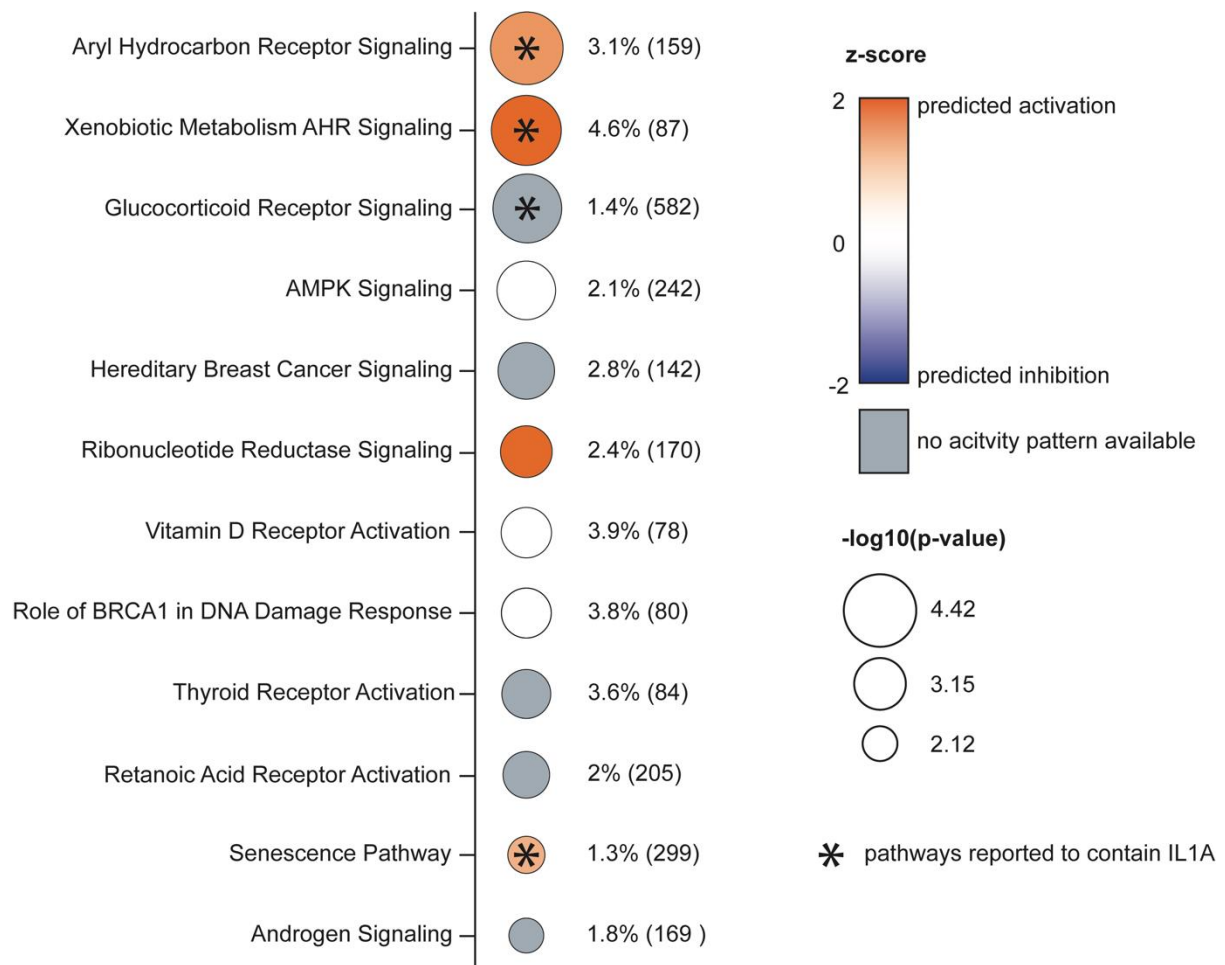 Aryl Hydrocarbon Receptor Signaling * 3.1% (159)
Xenobiotic Metabolism AHR Signaling * 4.6% (87)
Glucocorticoid Receptor Signaling * 1.4% (582)
AMPK Signaling 2.1% (242)
Hereditary Breast Cancer Signaling 2.8% (142)
Ribonucleotide Reductase Signaling 2.4% (170)
Vitamin D Receptor Activation 3.9% (78)
Role of BRCA1 in DNA Damage Response 3.8% (80)
Thyroid Receptor Activation 3.6% (84)
Retanoic Acid Receptor Activation 2% (205)
Senescence Pathway * 1.3% (299)
Androgen Signaling 1.8% (169 )
z-score
2 predicted activation
0
-2 predicted inhibition
no acitvity pattern available
-log10(p-value)
4.42
3.15
2.12
* pathways reported to contain IL1A